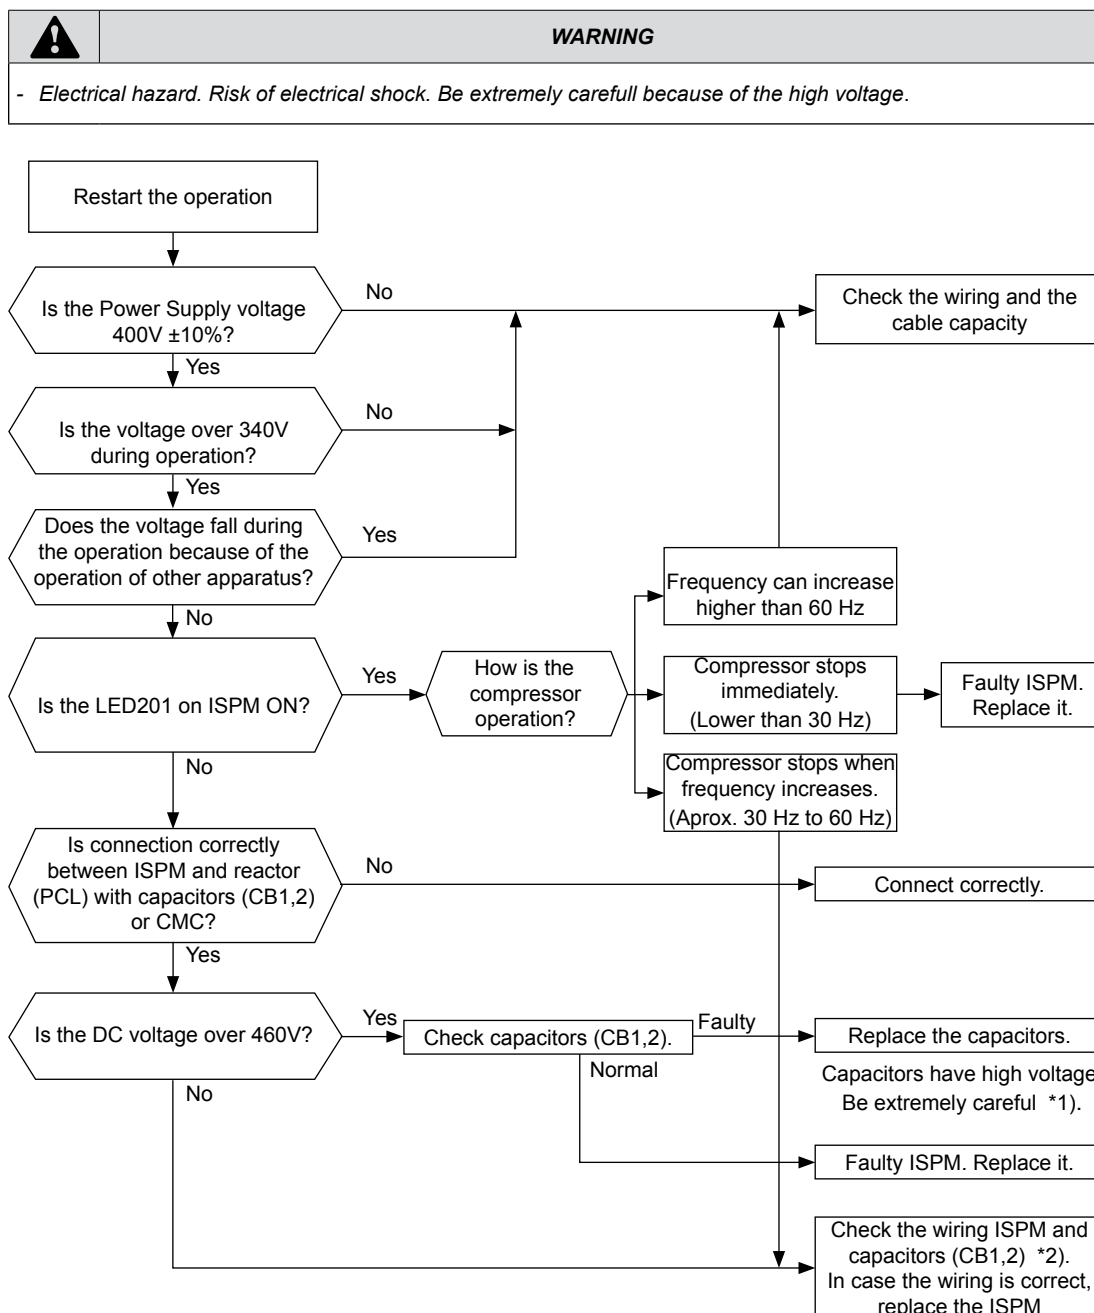 WARNING
- Electrical hazard. Risk of electrical shock. Be extremely carefull because of the high voltage.
Restart the operation
Is the Power Supply voltage
400V ±10%?
No
Check the wiring and the
cable capacity
Yes
Is the voltage over 340V
during operation?
No
Yes
Does the voltage fall during
the operation because of the
operation of other apparatus?
Yes
No
Is the LED201 on ISPM ON?
Yes
How is the
compressor
operation?
Frequency can increase
higher than 60 Hz
Compressor stops
immediately.
(Lower than 30 Hz)
Faulty ISPM.
Replace it.
Compressor stops when
frequency increases.
(Aprox. 30 Hz to 60 Hz)
No
Is connection correctly
between ISPM and reactor
(PCL) with capacitors (CB1,2)
or CMC?
No
Connect correctly.
Yes
Is the DC voltage over 460V?
Yes
Check capacitors (CB1,2).
Faulty
Replace the capacitors.
Capacitors have high voltage
Be extremely careful *1).
Normal
Faulty ISPM. Replace it.
No
Check the wiring ISPM and
capacitors (CB1,2) *2).
In case the wiring is correct,
replace the ISPM